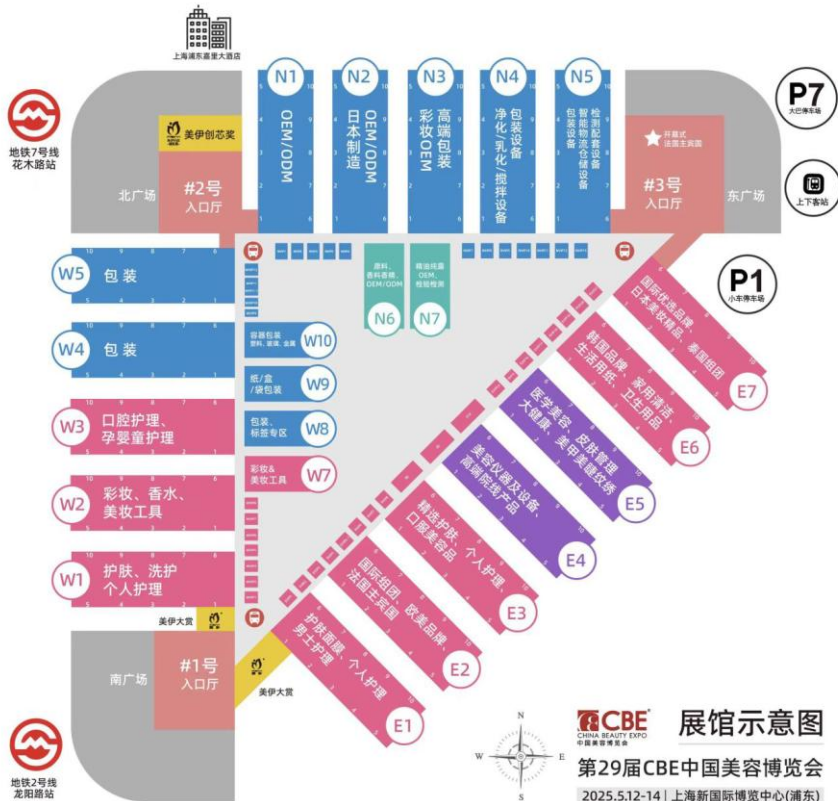 上海浦东嘉里大酒店
地铁7号线
花木路站
美伊创芯奖
北广场
#2号
入口厅
N1
OEM/ODM
N2
OEM/ODM
日本制造
N3
高端包装
彩妆OEM
N4
包装设备
净化/乳化/搅拌设备
N5
检测配套设备
智能物流仓储设备
包装设备
开幕式
法国主宾国
#3号
入口厅
东广场
P7
大巴停车场
上下客站
P1
小车停车场
W5
包装
W4
包装
W3
口腔护理、
孕婴童护理
W2
彩妆、香水、
美妆工具
W1
护肤、洗护
个人护理
原料、
香料香精、
OEM/ODM
N6
精油纯露
OEM、
检验检测
N7
容器包装
塑料、玻璃、金属
W10
纸/盒
/袋包装
W9
包装、
标签专区
W8
彩妆&
美妆工具
W7
国际优选品牌、
日本美妆精品、泰国组团
E7
韩国品牌、家用清洁、
生活用纸、卫生用品
E6
医学美容、皮肤管理
大健康、美甲美睫纹绣
E5
美容仪器及设备、
高端院线产品
E4
精选护肤、个人护理、
口服美容品
E3
国际组团、欧美品牌、
法国主宾国
E2
护肤面膜、个人护理
男士护理
E1
美伊大赏
美伊大赏
南广场
#1号
入口厅
地铁2号线
龙阳路站
N
W
E
S
CBE
CHINA BEAUTY EXPO
中国美容博览会
展馆示意图
第29届CBE中国美容博览会
2025.5.12-14 | 上海新国际博览中心(浦东)